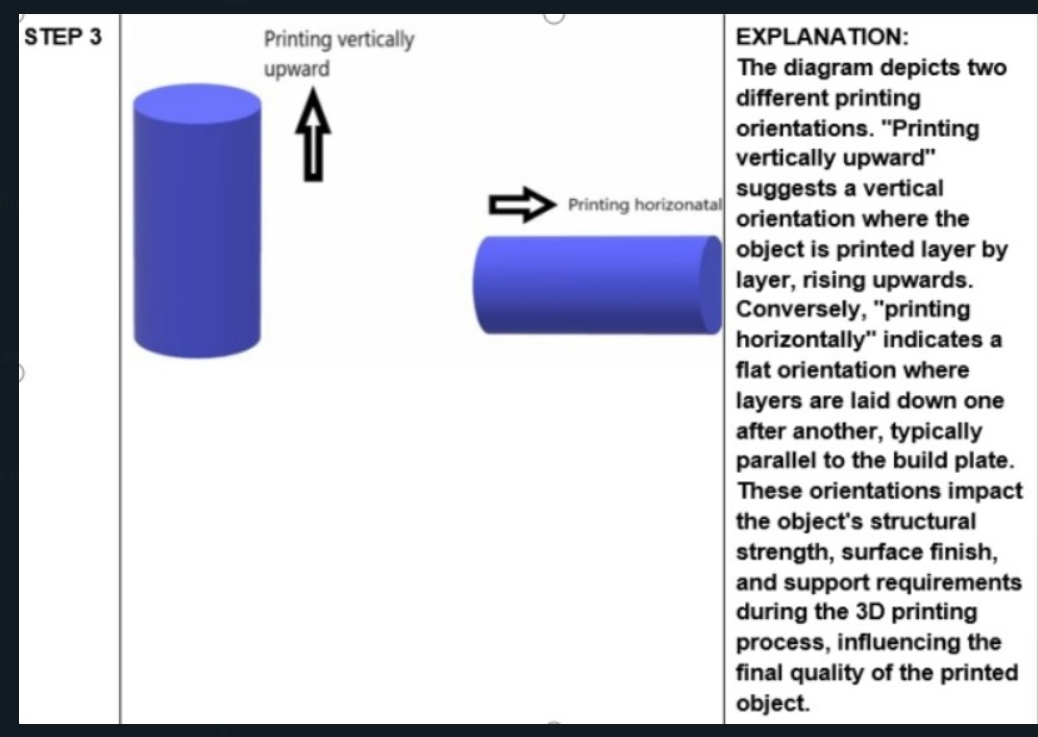 STEP 3
Printing vertically
upward
Printing horizonatal
EXPLANATION:
The diagram depicts two
different printing
orientations. "Printing
vertically upward"
suggests a vertical
orientation where the
object is printed layer by
layer, rising upwards.
Conversely, "printing
horizontally" indicates a
flat orientation where
layers are laid down one
after another, typically
parallel to the build plate.
These orientations impact
the object's structural
strength, surface finish,
and support requirements
during the 3D printing
process, influencing the
final quality of the printed
object.